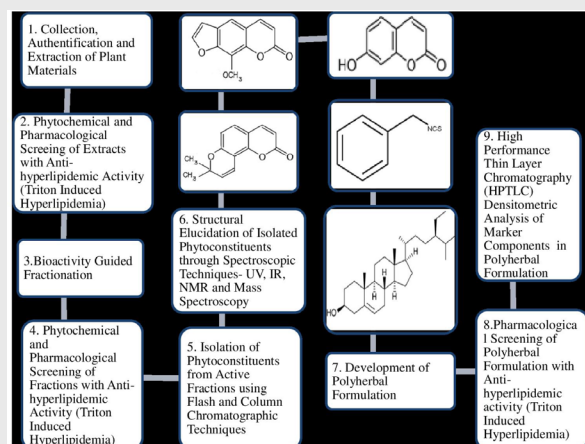 1. Collection,
Authentification and
Extraction of Plant
Materials
2. Phytochemical and
Pharmacological
Screeing of Extracts
with Anti-
hyperlipidemic Activity
(Triton Induced
Hyperlipidemia)
3.Bioactivity Guided
Fractionation
4. Phytochemical
and
Pharmacological
Screening of
Fractions with Anti-
hyperlipidemic
Activity (Triton
Induced
Hyperlipidemia)
5. Isolation of
Phytoconstituents
from Active
Fractions using
Flash and Column
Chromatographic
Techniques
6. Structural
Elucidation of Isolated
Phytoconstituents
through Spectroscopic
Techniques- UV, IR,
NMR and Mass
Spectroscopy
CH3
CH3
O
O
O
O
O
O
OCH3
HO
O
O
NCS
H
H
H
HO
7. Development of
Polyherbal
Formulation
8.Pharmacologica
l Screening of
Polyherbal
Formulation with
Anti-
hyperlipidemic
activity (Triton
Induced
Hyperlipidemia)
9. High
Performance
Thin Layer
Chromatography
(HPTLC)
Densitometric
Analysis of
Marker
Components in
Polyherbal
Formulation